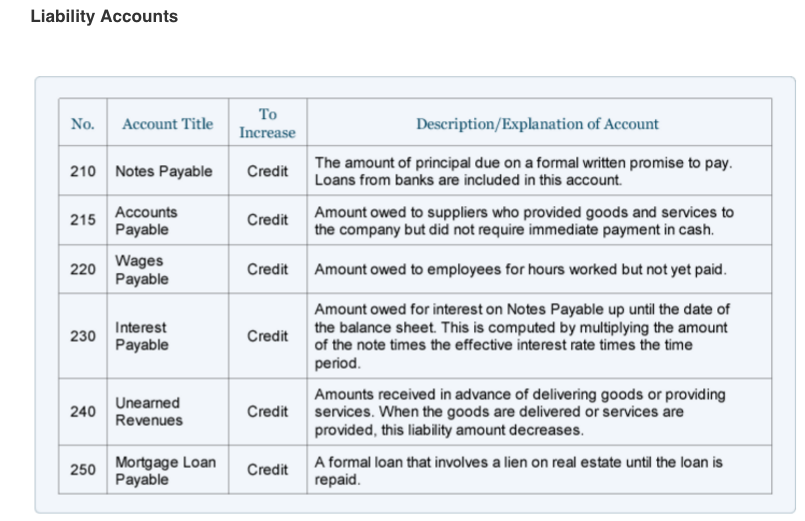 Liability Accounts
No. Account Title To Increase Description/Explanation of Account
210 Notes Payable Credit The amount of principal due on a formal written promise to pay.
Loans from banks are included in this account.
215 Accounts Payable Credit Amount owed to suppliers who provided goods and services to
the company but did not require immediate payment in cash.
220 Wages Payable Credit Amount owed to employees for hours worked but not yet paid.
230 Interest Payable Credit Amount owed for interest on Notes Payable up until the date of
the balance sheet. This is computed by multiplying the amount
of the note times the effective interest rate times the time
period.
240 Unearned Revenues Credit Amounts received in advance of delivering goods or providing
services. When the goods are delivered or services are
provided, this liability amount decreases.
250 Mortgage Loan Payable Credit A formal loan that involves a lien on real estate until the loan is
repaid.